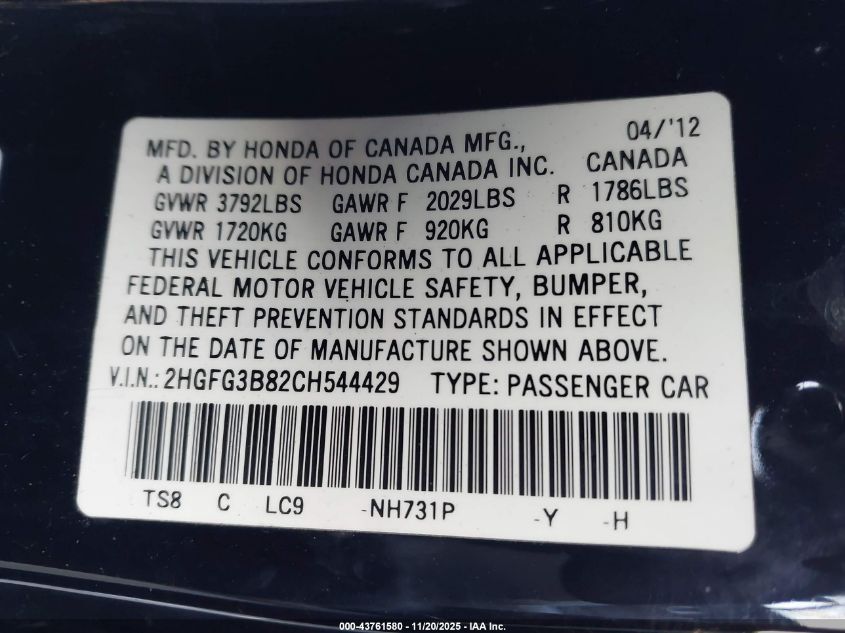 04/'12
MFD. BY HONDA OF CANADA MFG.,
A DIVISION OF HONDA CANADA INC. CANADA
GVWR 3792LBS GAWR F 2029LBS R 1786LBS
GVWR 1720KG GAWR F 920KG R 810KG
THIS VEHICLE CONFORMS TO ALL APPLICABLE
FEDERAL MOTOR VEHICLE SAFETY, BUMPER,
AND THEFT PREVENTION STANDARDS IN EFFECT
ON THE DATE OF MANUFACTURE SHOWN ABOVE.
V.I.N.: 2HGFG3B82CH544429 TYPE: PASSENGER CAR
TS8 C LC9 -NH731P -Y -H
000-43761580 - 11/20/2025 - IAA Inc.